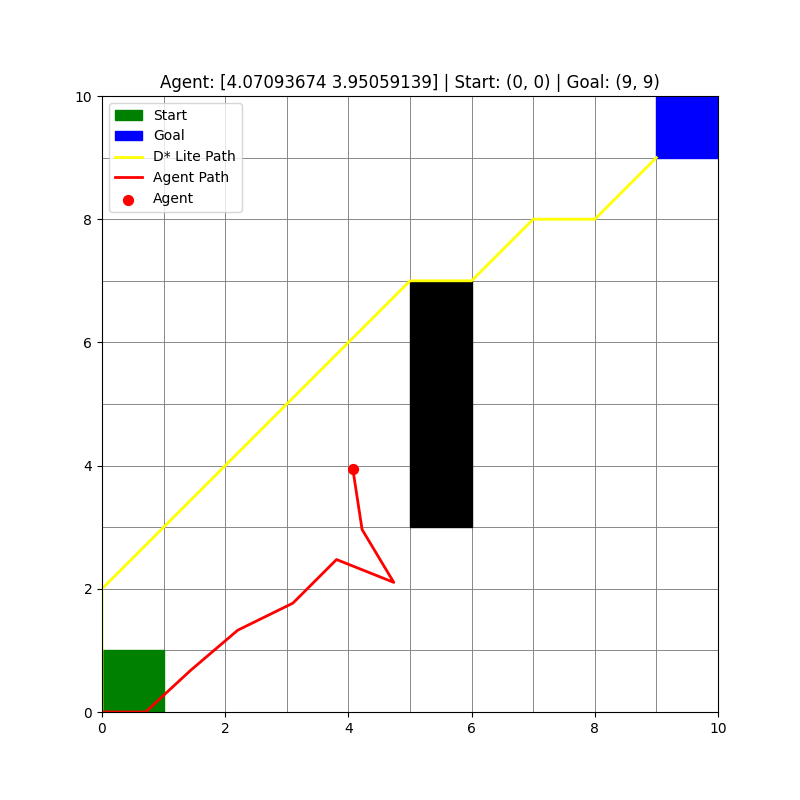 Agent: [4.07093674 3.95059139] | Start: (0, 0) | Goal: (9, 9)
Start
Goal
D* Lite Path
Agent Path
Agent
10
8
6
4
2
0
0 2 4 6 8 10